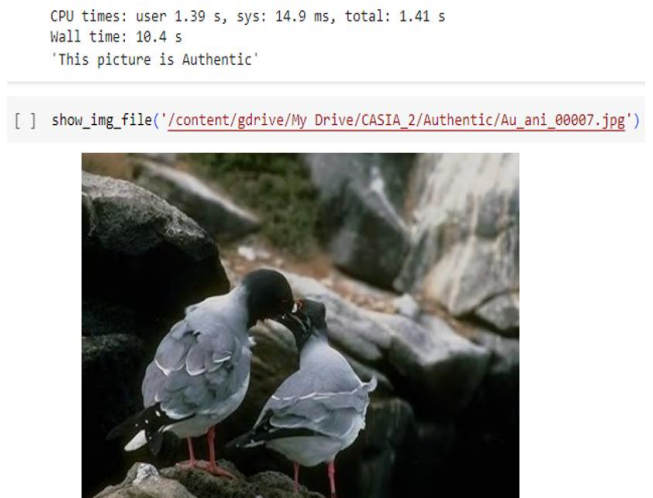 CPU times: user 1.39 s, sys: 14.9 ms, total: 1.41 s
Wall time: 10.4 s
'This picture is Authentic'
[ ] show_img_file('/content/gdrive/My Drive/CASIA_2/Authentic/Au_ani_00007.jpg')